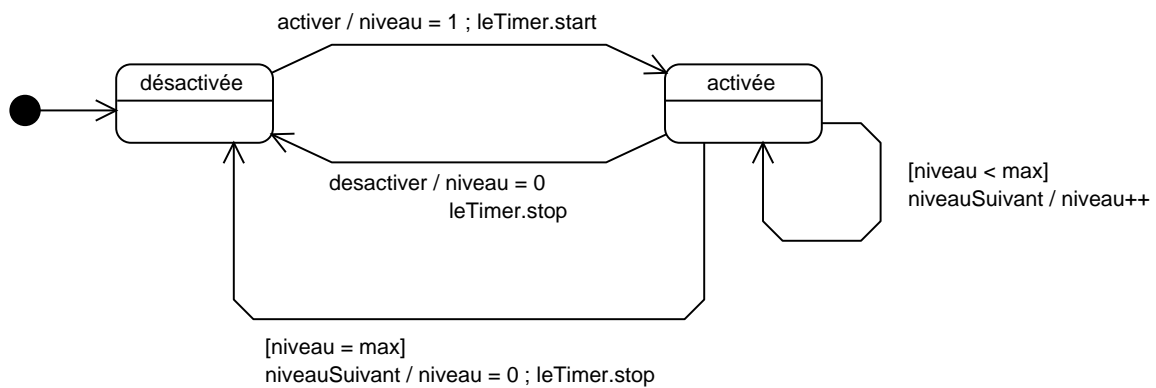 activer / niveau = 1 ; leTimer.start
désactivée
activée
desactiver / niveau = 0
leTimer.stop
[niveau < max]
niveauSuivant / niveau++
[niveau = max]
niveauSuivant / niveau = 0 ; leTimer.stop